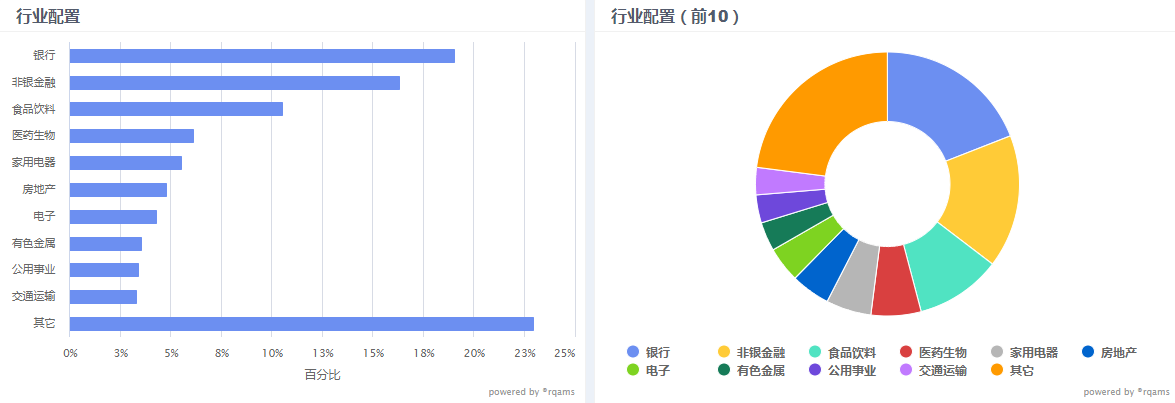 行业配置
银行
非银金融
食品饮料
医药生物
家用电器
房地产
电子
有色金属
公用事业
交通运输
其它
0% 3% 5% 8% 10% 13% 15% 18% 20% 23% 25%
百分比
powered by ®rqams
行业配置（前10）
银行 非银金融 食品饮料 医药生物 家用电器 房地产
电子 有色金属 公用事业 交通运输 其它
powered by ®rqams